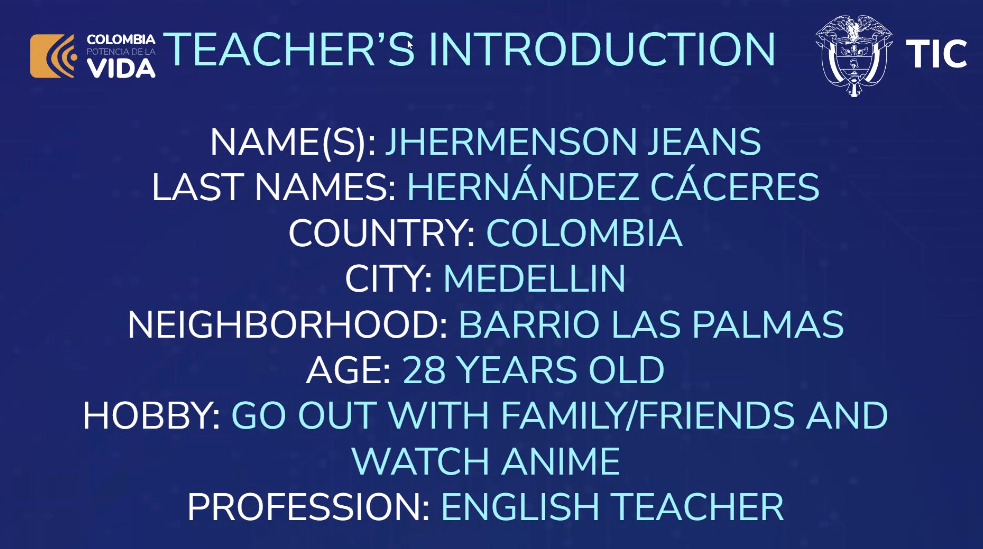 COLOMBIA
POTENCIA DE LA
VIDA
TEACHER’S INTRODUCTION
TIC
NAME(S): JHERMENSON JEANS
LAST NAMES: HERNÁNDEZ CÁCERES
COUNTRY: COLOMBIA
CITY: MEDELLIN
NEIGHBORHOOD: BARRIO LAS PALMAS
AGE: 28 YEARS OLD
HOBBY: GO OUT WITH FAMILY/FRIENDS AND
WATCH ANIME
PROFESSION: ENGLISH TEACHER